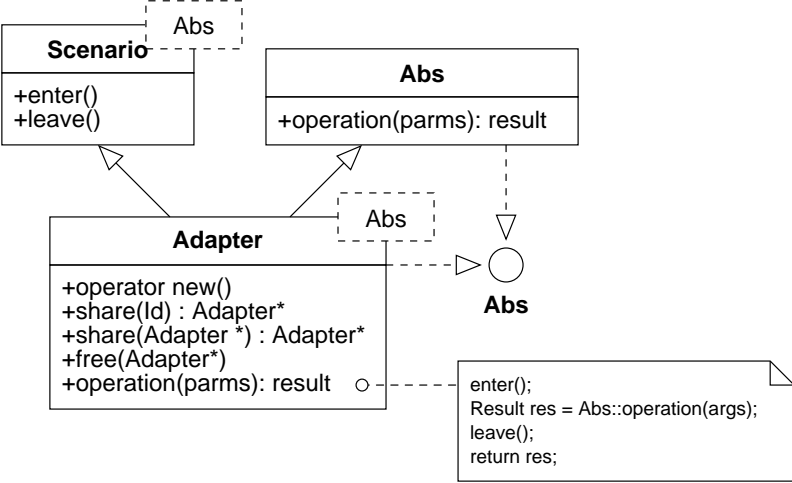 Abs
Scenario
+enter()
+leave()
Abs
+operation(parms): result
Abs
Adapter
+operator new()
+share(Id) : Adapter*
+share(Adapter *) : Adapter*
+free(Adapter*)
+operation(parms): result
Abs
enter();
Result res = Abs::operation(args);
leave();
return res;